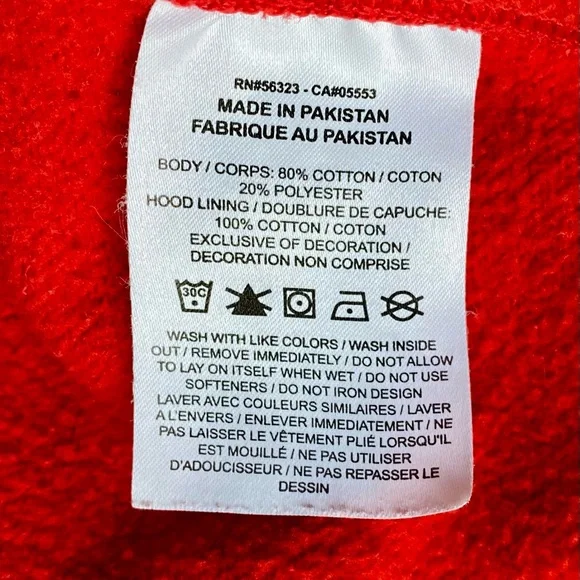 RN#56323 - CA#05553
MADE IN PAKISTAN
FABRIQUE AU PAKISTAN
BODY / CORPS: 80% COTTON / COTON
20% POLYESTER
HOOD LINING / DOUBLURE DE CAPUCHE:
100% COTTON / COTON
EXCLUSIVE OF DECORATION /
DECORATION NON COMPRISE
30C
WASH WITH LIKE COLORS / WASH INSIDE
OUT / REMOVE IMMEDIATELY / DO NOT ALLOW
TO LAY ON ITSELF WHEN WET / DO NOT USE
SOFTENERS / DO NOT IRON DESIGN
LAVER AVEC COULEURS SIMILAIRES / LAVER
A L'ENVERS / ENLEVER IMMEDIATEMENT / NE
PAS LAISSER LE VÊTEMENT PLIÉ LORSQU'IL
EST MOUILLÉ / NE PAS UTILISER
D'ADOUCISSEUR / NE PAS REPASSER LE
DESSIN